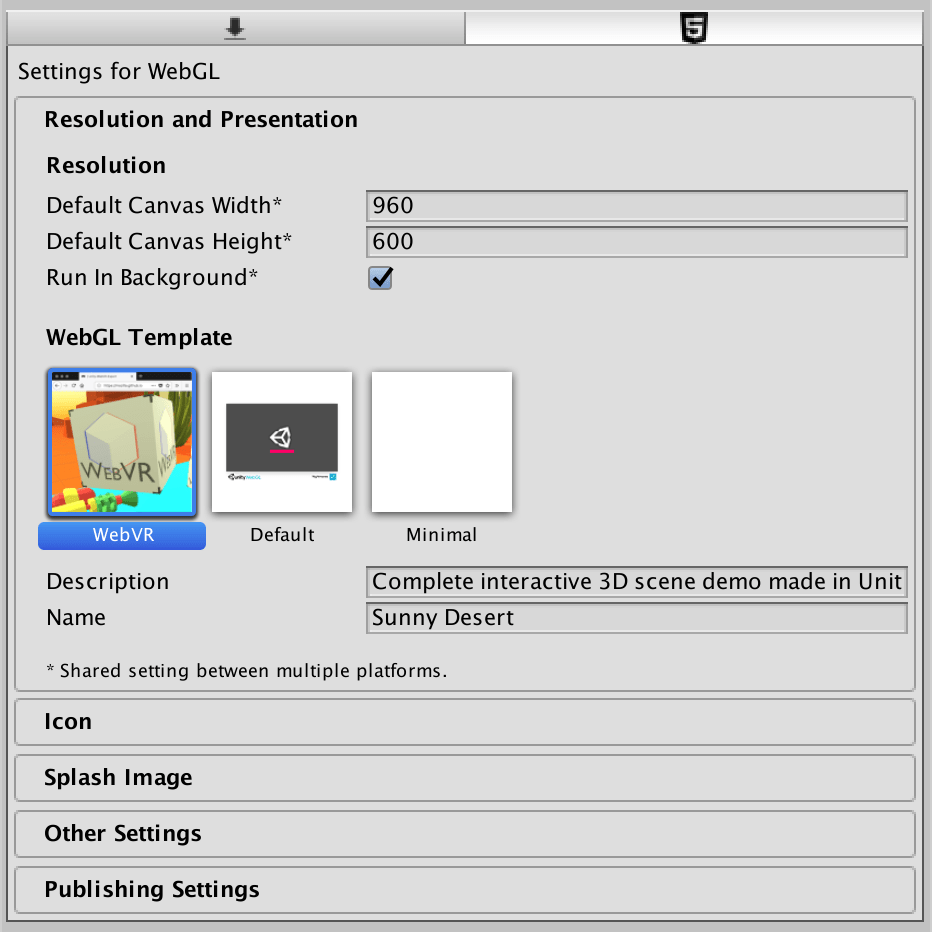 Settings for WebGL
Resolution and Presentation
Resolution
Default Canvas Width* 960
Default Canvas Height* 600
Run In Background*
WebGL Template
WEBVR
unity
WebVR Default Minimal
Description Complete interactive 3D scene demo made in Unit
Name Sunny Desert
* Shared setting between multiple platforms.
Icon
Splash Image
Other Settings
Publishing Settings